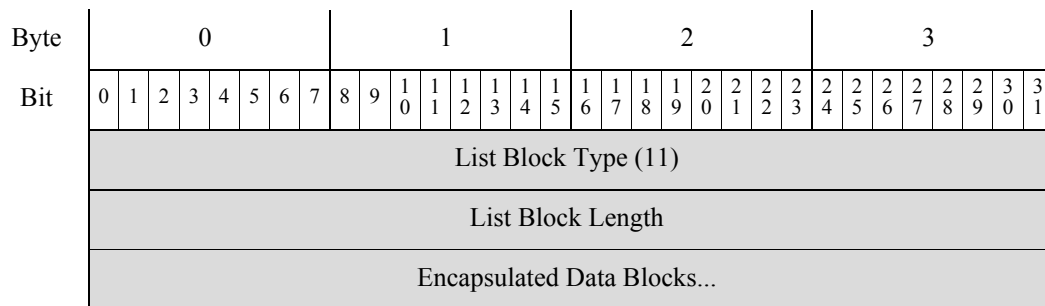 Byte 0 1 2 3
Bit 0 1 2 3 4 5 6 7 8 9 10 11 12 13 14 15 16 17 18 19 20 21 22 23 24 25 26 27 28 29 30 31
List Block Type (11)
List Block Length
Encapsulated Data Blocks...